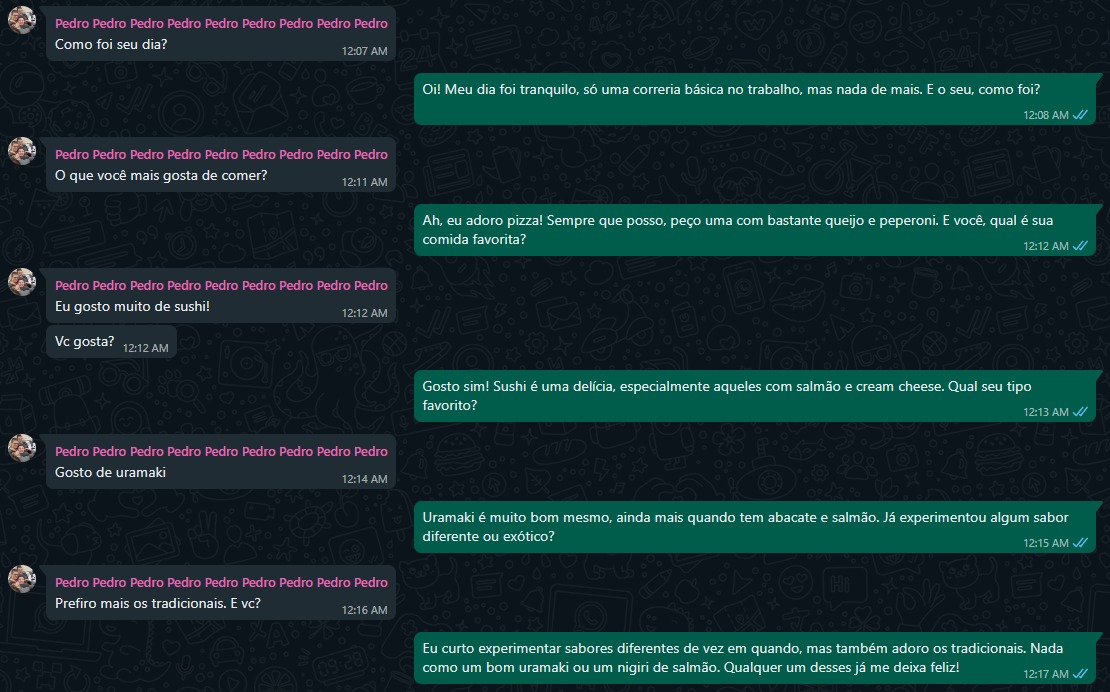 Pedro Pedro Pedro Pedro Pedro Pedro Pedro Pedro Pedro
Como foi seu dia?
12:07 AM
Oi! Meu dia foi tranquilo, só uma correria básica no trabalho, mas nada de mais. E o seu, como foi?
12:08 AM
Pedro Pedro Pedro Pedro Pedro Pedro Pedro Pedro Pedro
O que você mais gosta de comer?
12:11 AM
Ah, eu adoro pizza! Sempre que posso, peço uma com bastante queijo e peperoni. E você, qual é sua
comida favorita?
12:12 AM
Pedro Pedro Pedro Pedro Pedro Pedro Pedro Pedro Pedro
Eu gosto muito de sushi!
12:12 AM
Vc gosta?
12:12 AM
Gosto sim! Sushi é uma delícia, especialmente aqueles com salmão e cream cheese. Qual seu tipo
favorito?
12:13 AM
Pedro Pedro Pedro Pedro Pedro Pedro Pedro Pedro Pedro
Gosto de uramaki
12:14 AM
Uramaki é muito bom mesmo, ainda mais quando tem abacate e salmão. Já experimentou algum sabor
diferente ou exótico?
12:15 AM
Pedro Pedro Pedro Pedro Pedro Pedro Pedro Pedro Pedro
Prefiro mais os tradicionais. E vc?
12:16 AM
Eu curto experimentar sabores diferentes de vez em quando, mas também adoro os tradicionais. Nada
como um bom uramaki ou um nigiri de salmão. Qualquer um desses já me deixa feliz!
12:17 AM